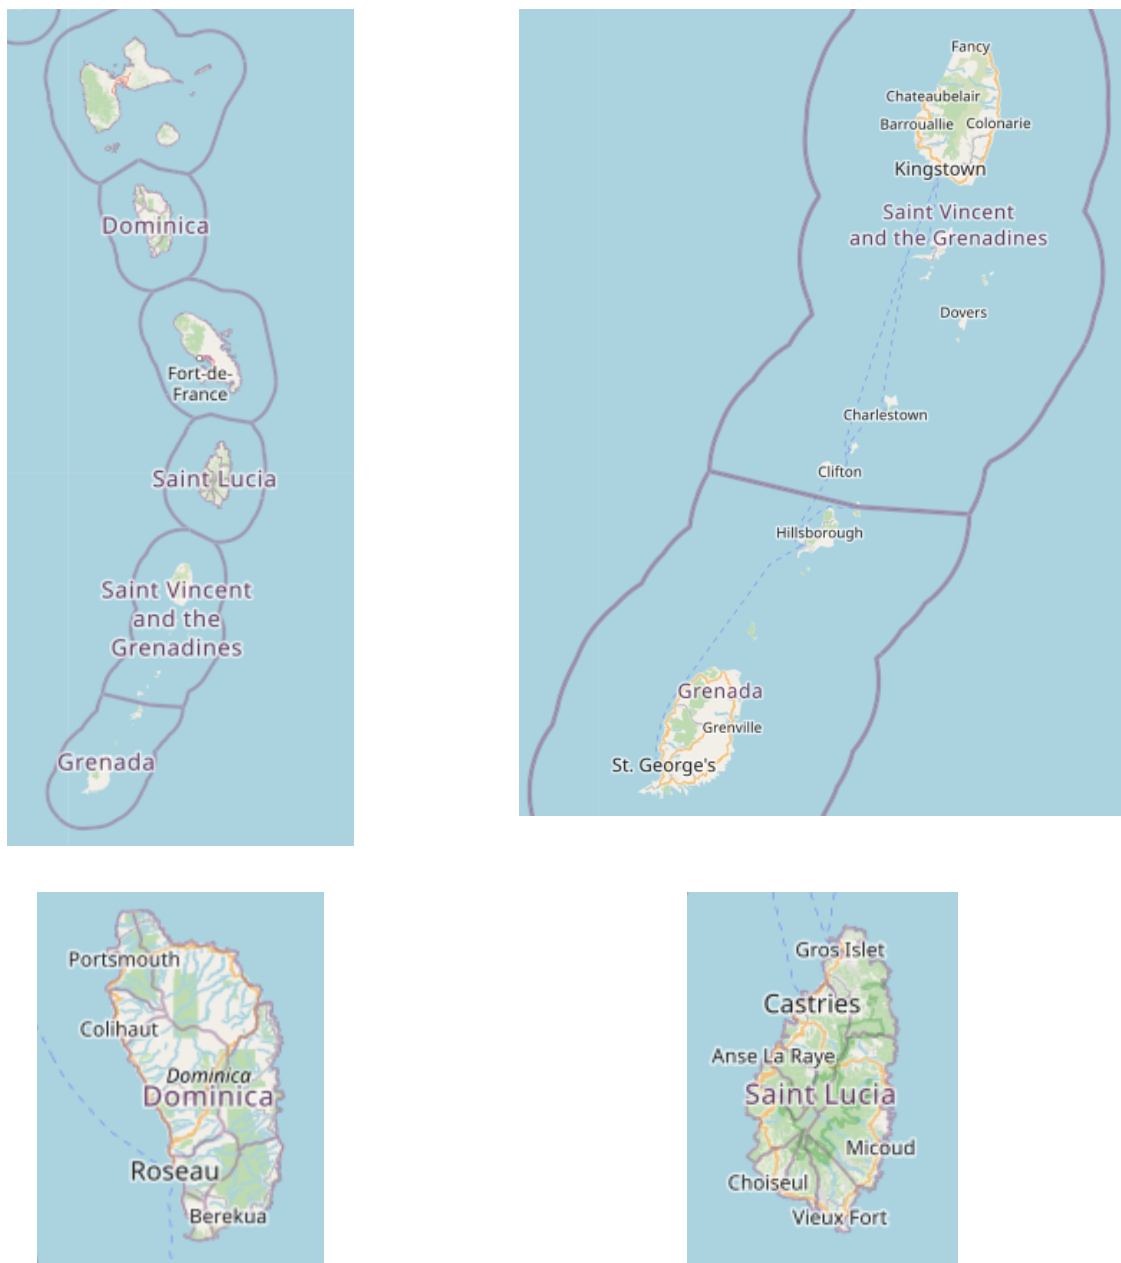 Dominica
Fort-de-
France
Saint Lucia
Saint Vincent
and the
Grenadines
Grenada
Fancy
Chateaubelair
Barrouallie
Colonarie
Kingstown
Saint Vincent
and the Grenadines
Dovers
Charlestown
Clifton
Hillsborough
Grenada
Grenville
St. George's
Portsmouth
Colihaut
Dominica
Dominica
Roseau
Berekua
Gros Islet
Castries
Anse La Raye
Saint Lucia
Micoud
Choiseul
Vieux Fort